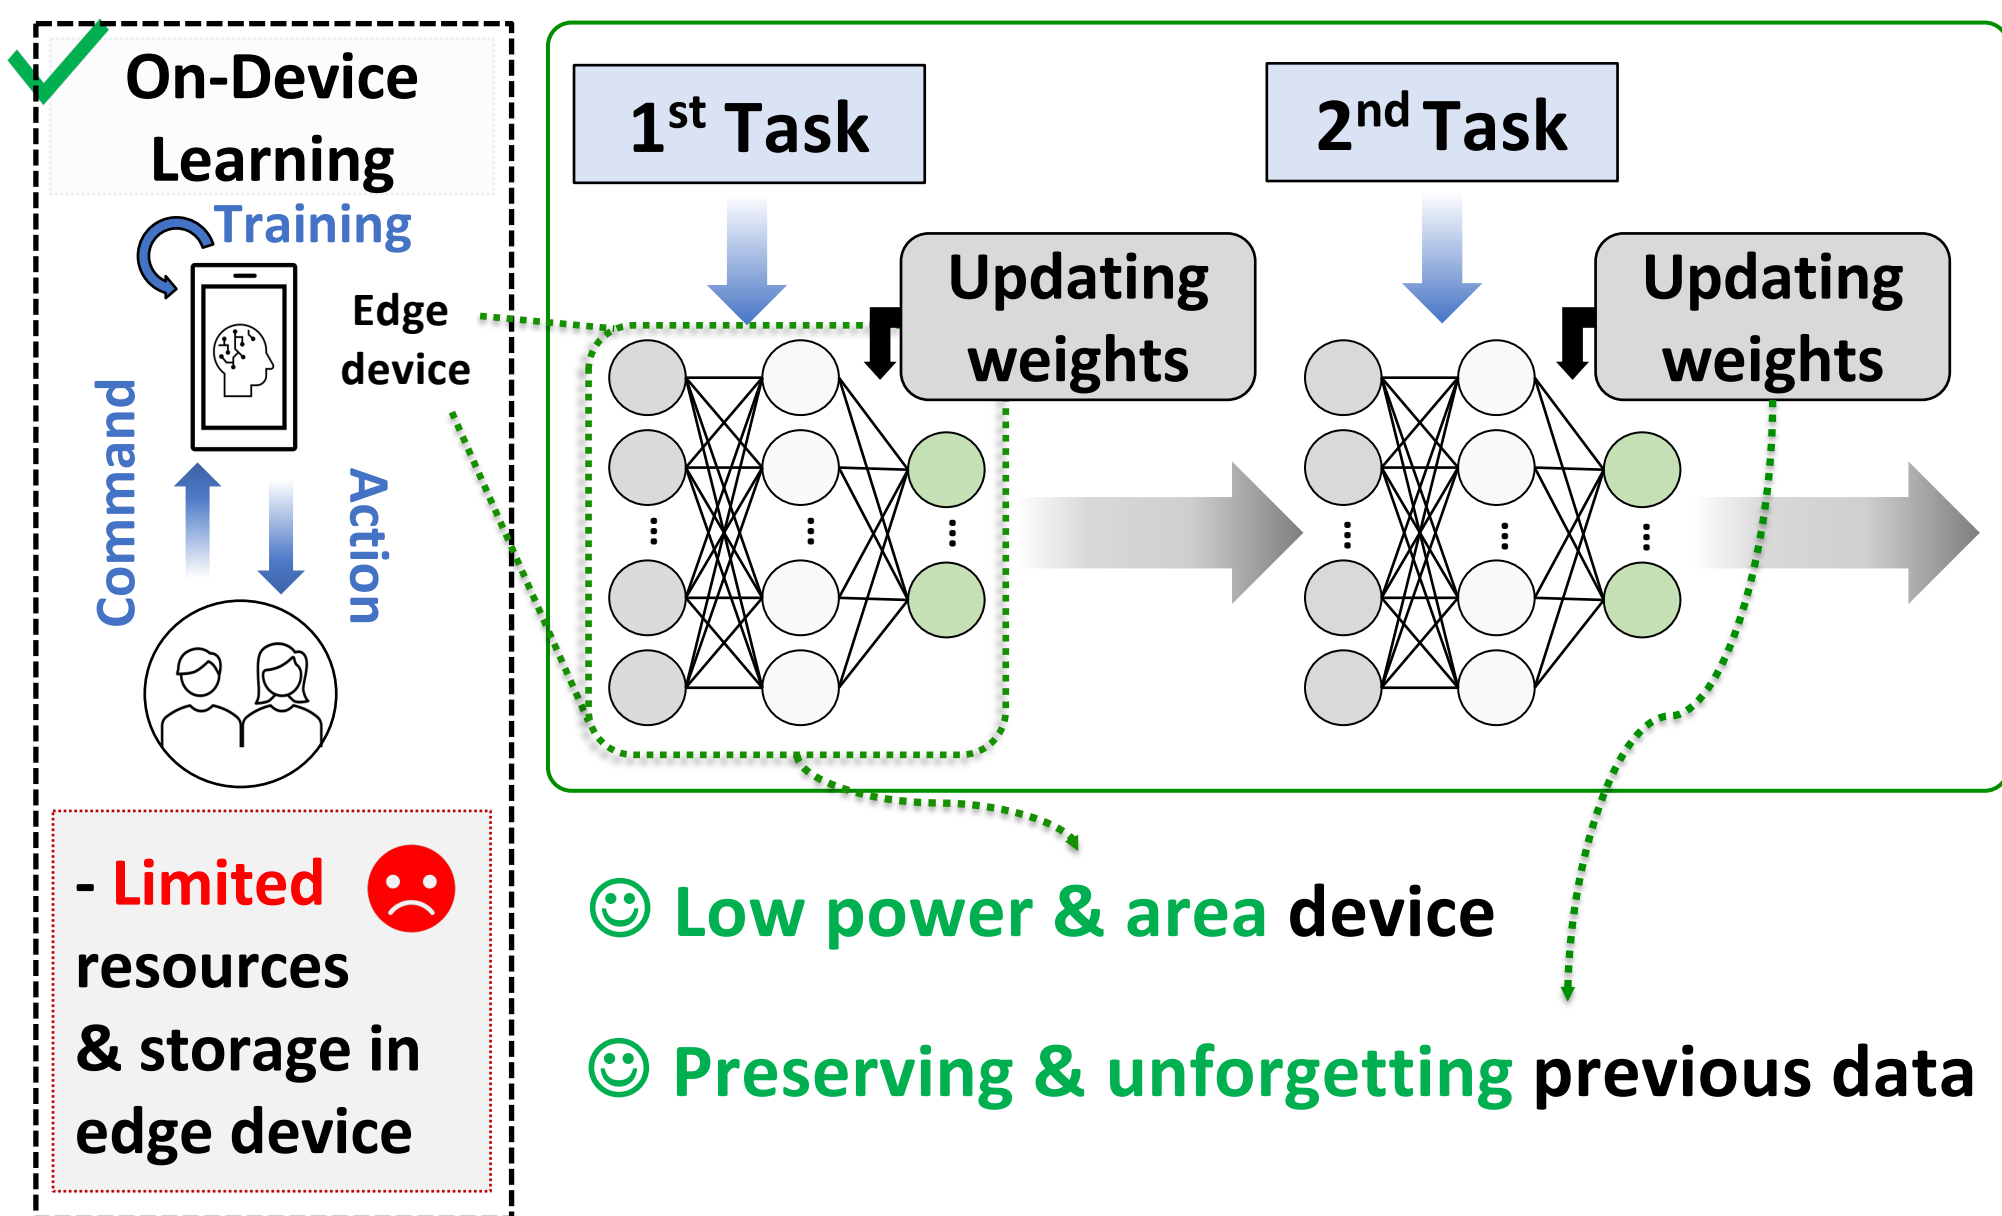 On-Device
Learning
Training
Edge
device
Command
Action
- Limited
resources
& storage in
edge device
1st Task
2nd Task
Updating
weights
Updating
weights
Low power & area device
Preserving & unforgetting previous data